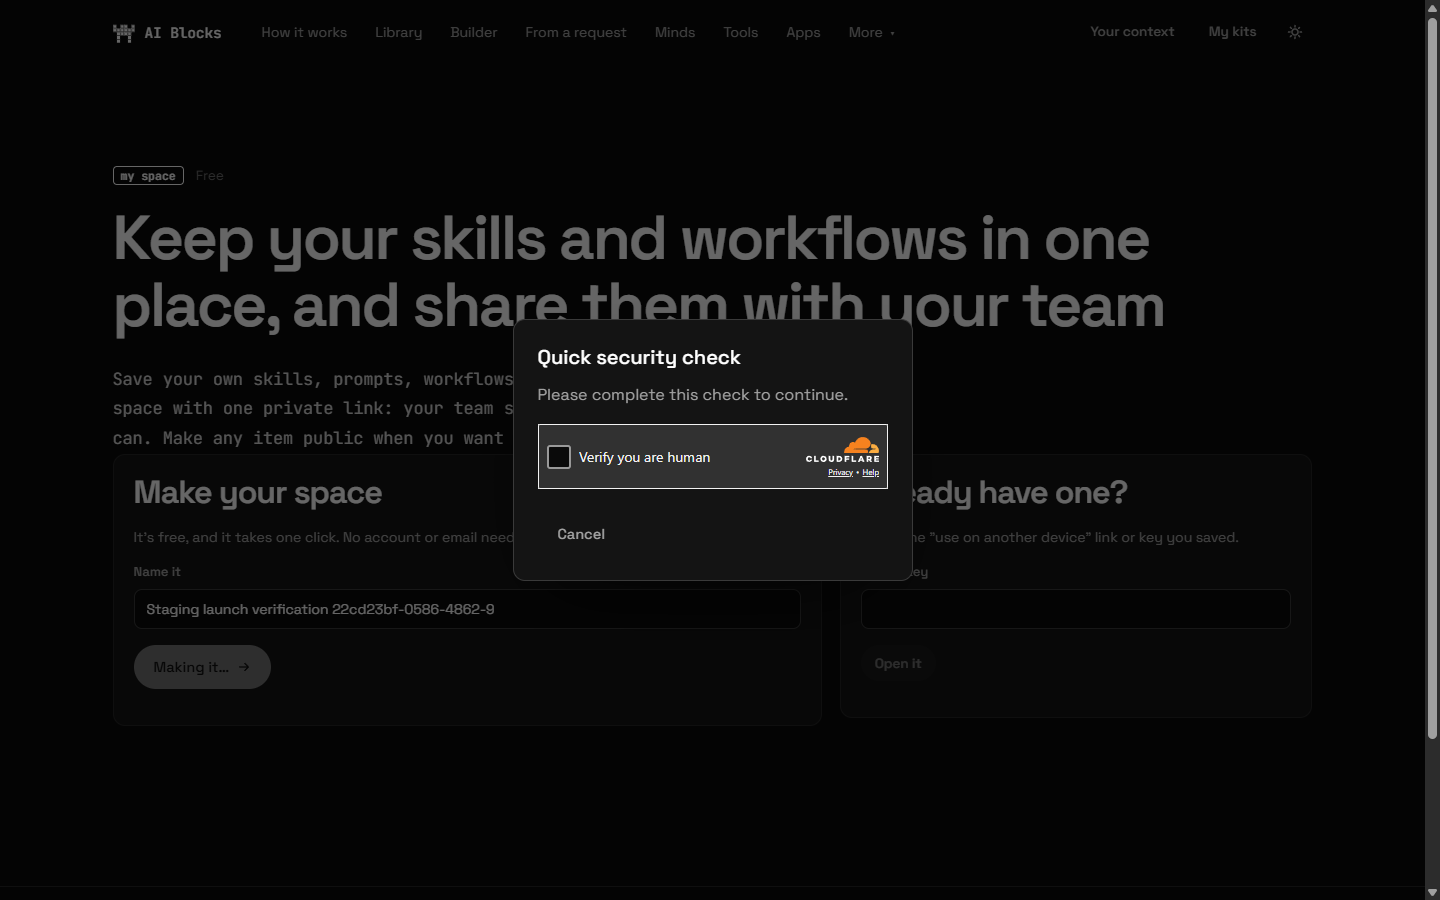 AI Blocks
How it works
Library
Builder
From a request
Minds
Tools
Apps
More
Your context
My kits
my space
Free
Keep your skills and workflows in one
place, and share them with your team
Save your own skills, prompts, workflows
space with one private link: your team s
can. Make any item public when you want
Quick security check
Please complete this check to continue.
Verify you are human
CLOUDFLARE
Privacy • Help
Cancel
Make your space
It's free, and it takes one click. No account or email need
Name it
Staging launch verification 22cd23bf-0586-4862-9
Making it... →
eady have one?
ne "use on another device" link or key you saved.
key
Open it